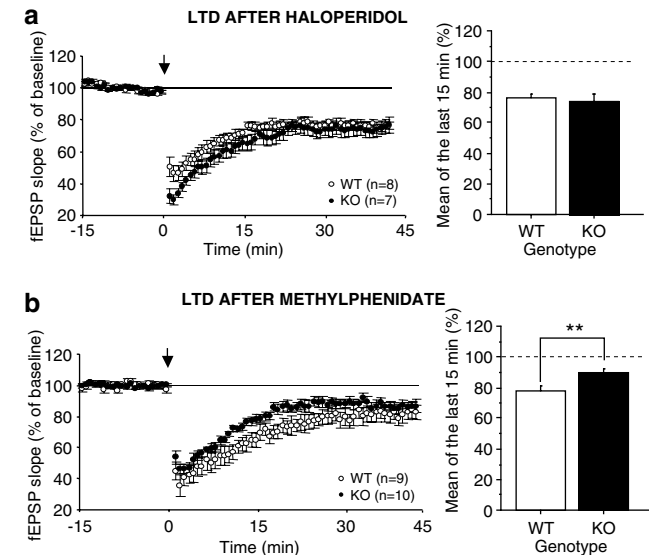 a
LTD AFTER HALOPERIDOL
fEPSP slope (% of baseline)
120
100
80
60
40
20
-15
0
15
30
45
Time (min)
WT (n=8)
KO (n=7)
Mean of the last 15 min (%)
120
100
80
60
40
20
0
WT
KO
Genotype
b
LTD AFTER METHYLPHENIDATE
fEPSP slope (% of baseline)
120
100
80
60
40
20
-15
0
15
30
45
Time (min)
WT (n=9)
KO (n=10)
Mean of the last 15 min (%)
120
100
80
60
40
20
0
**
WT
KO
Genotype